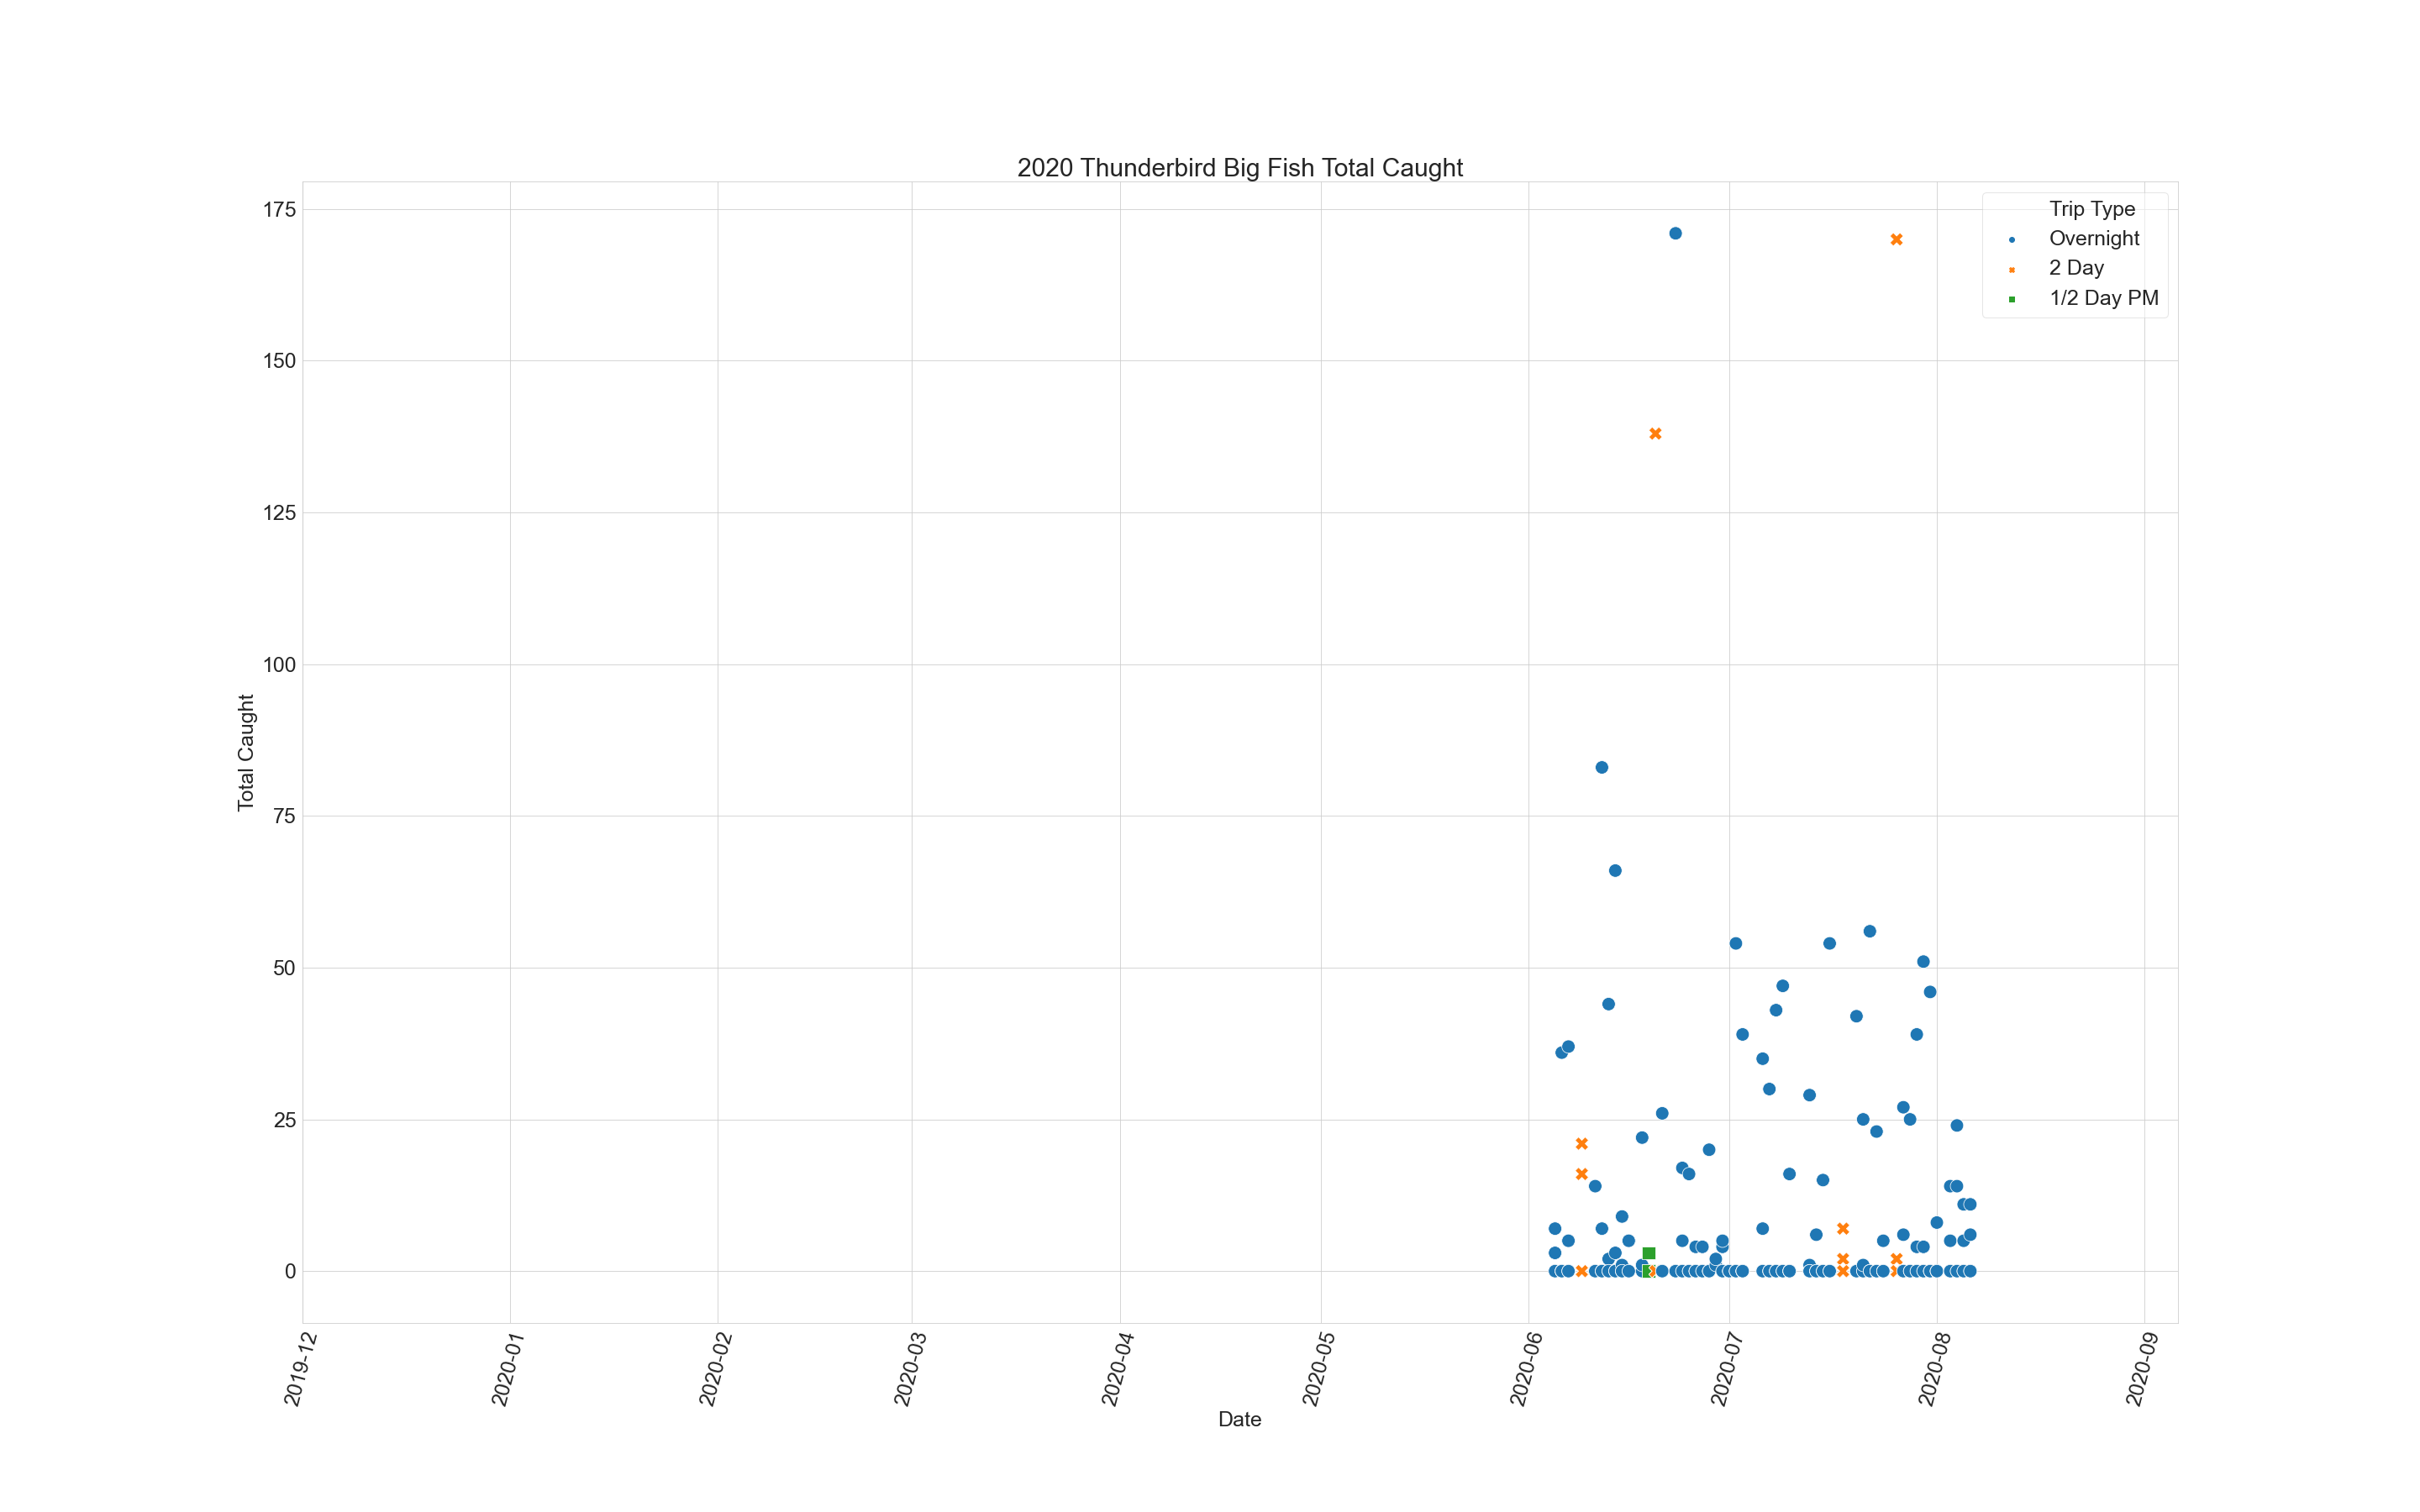 2020 Thunderbird Big Fish Total Caught
Trip Type
Overnight
2 Day
1/2 Day PM
175
150
125
100
75
50
25
0
Total Caught
2019-12
2020-01
2020-02
2020-03
2020-04
2020-05
2020-06
2020-07
2020-08
2020-09
Date